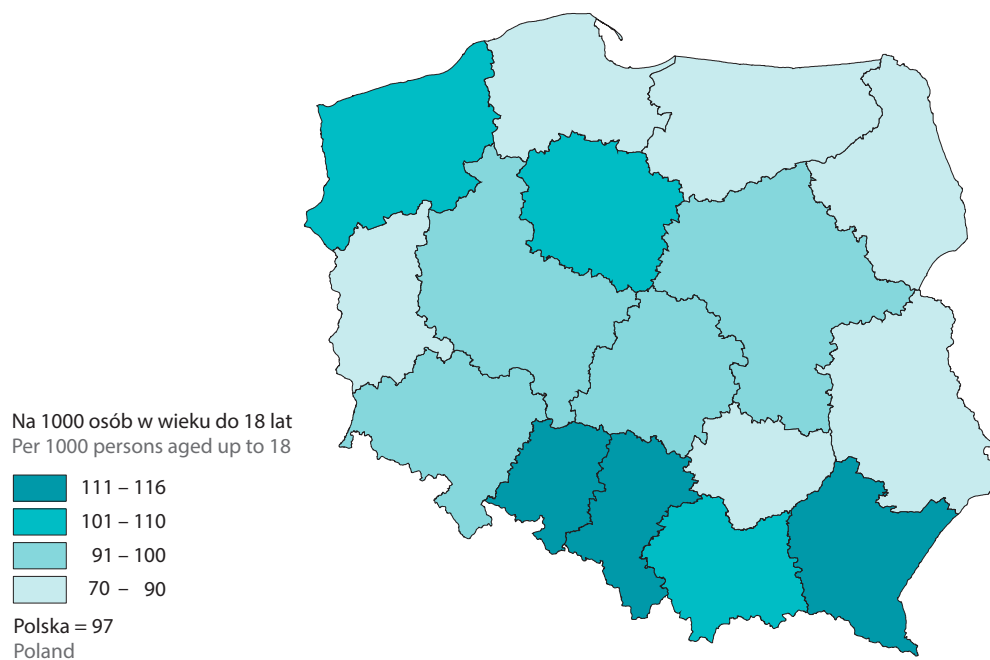 Na 1000 osób w wieku do 18 lat
Per 1000 persons aged up to 18
111 – 116
101 – 110
91 – 100
70 – 90
Polska = 97
Poland